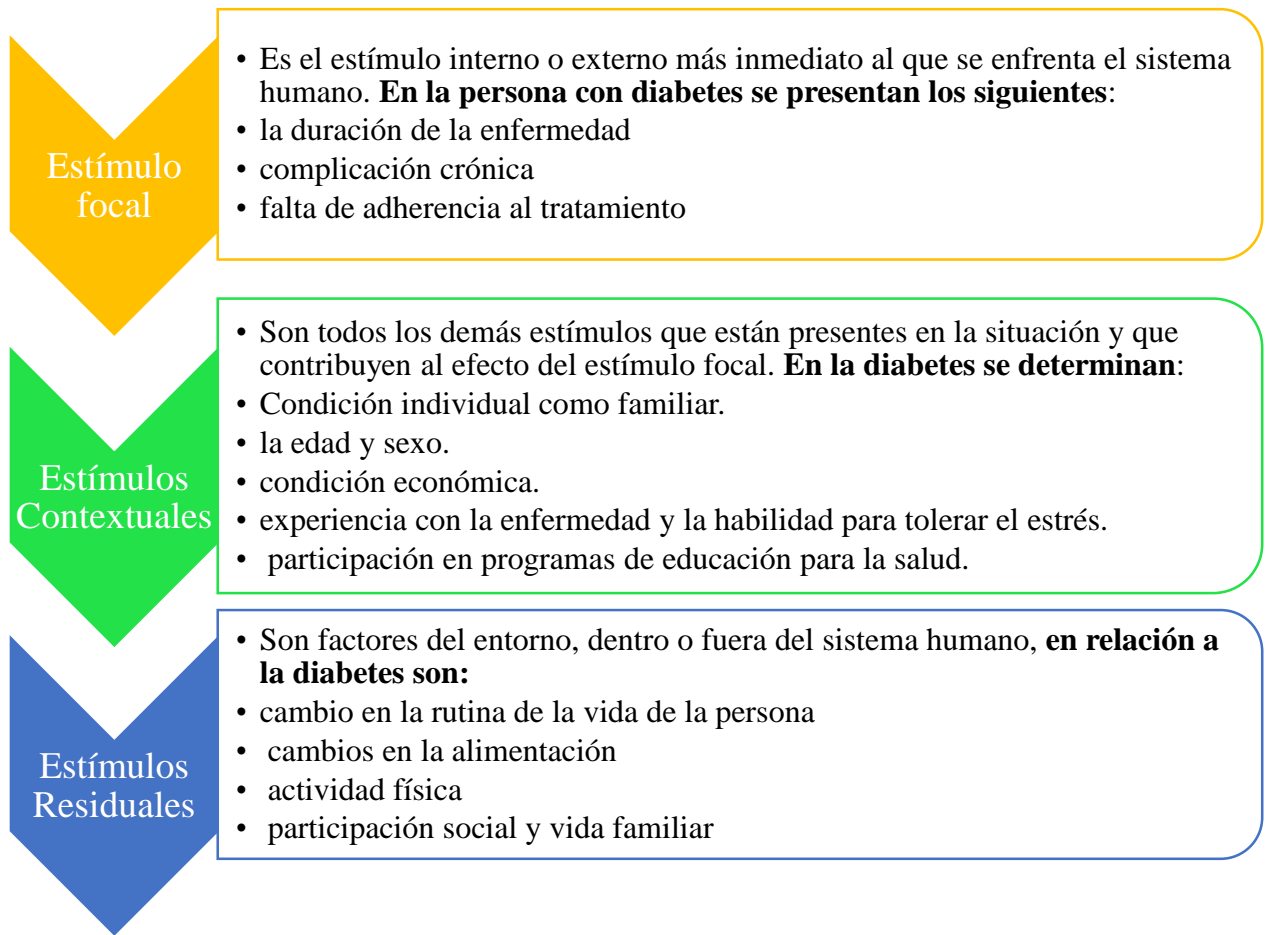 Estímulo
focal
• Es el estímulo interno o externo más inmediato al que se enfrenta el sistema
humano. En la persona con diabetes se presentan los siguientes:
• la duración de la enfermedad
• complicación crónica
• falta de adherencia al tratamiento
Estímulos
Contextuales
• Son todos los demás estímulos que están presentes en la situación y que
contribuyen al efecto del estímulo focal. En la diabetes se determinan:
• Condición individual como familiar.
• la edad y sexo.
• condición económica.
• experiencia con la enfermedad y la habilidad para tolerar el estrés.
• participación en programas de educación para la salud.
Estímulos
Residuales
• Son factores del entorno, dentro o fuera del sistema humano, en relación a
la diabetes son:
• cambio en la rutina de la vida de la persona
• cambios en la alimentación
• actividad física
• participación social y vida familiar